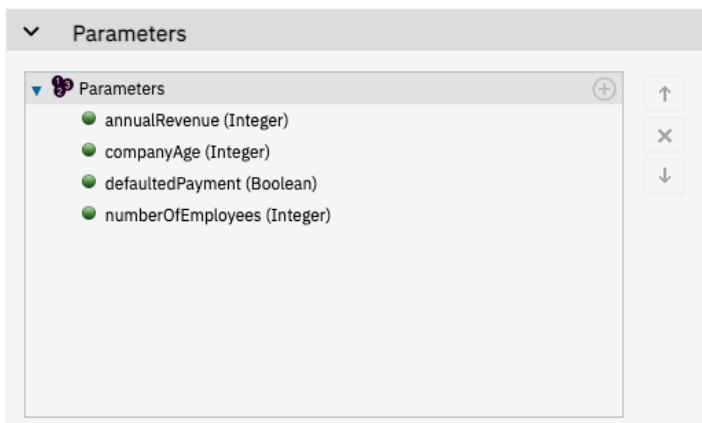 Parameters
Parameters
annualRevenue (Integer)
companyAge (Integer)
defaultedPayment (Boolean)
numberOfEmployees (Integer)